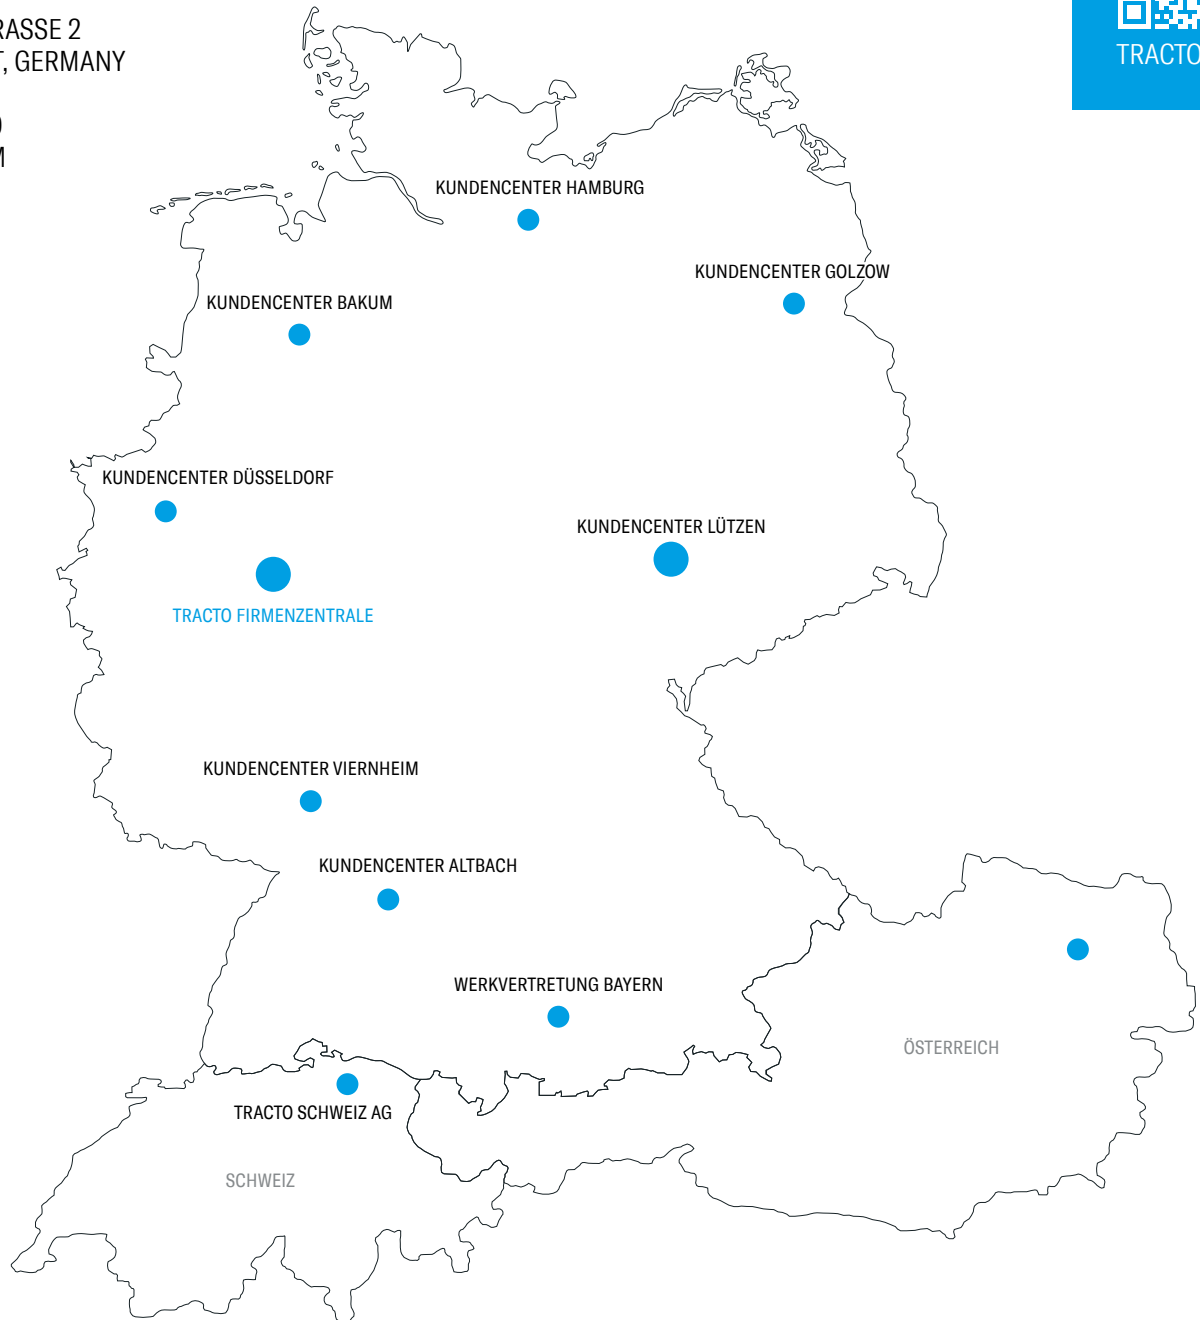 RASSE 2
T, GERMANY
TRACTO
KUNDENCENTER HAMBURG
KUNDENCENTER GOLZOW
KUNDENCENTER BAKUM
KUNDENCENTER DÜSSELDORF
KUNDENCENTER LÜTZEN
TRACTO FIRMENZENTRALE
KUNDENCENTER VIERNHEIM
KUNDENCENTER ALTBACH
WERKVERTRETUNG BAYERN
ÖSTERREICH
TRACTO SCHWEIZ AG
SCHWEIZ